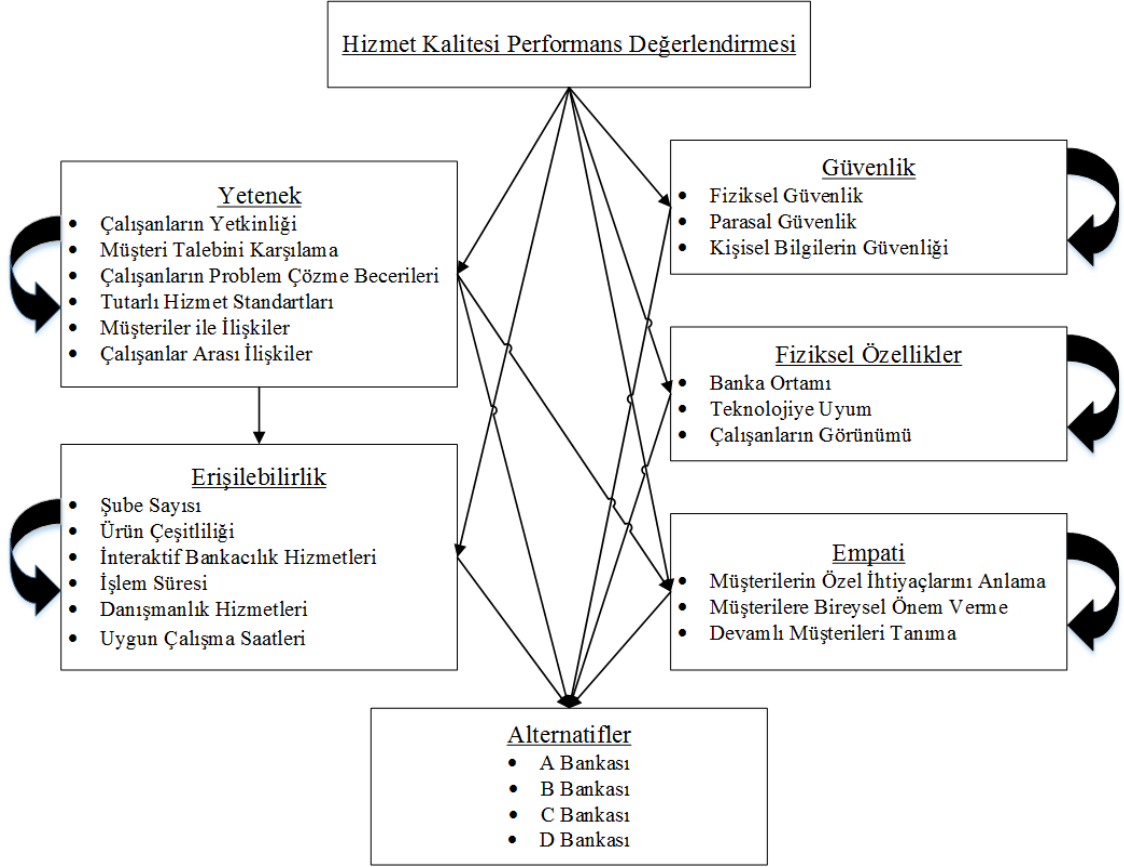 Hizmet Kalitesi Performans Değerlendirmesi
Yetenek
• Çalışanların Yetkinliği
• Müşteri Talebini Karşılama
• Çalışanların Problem Çözme Becerileri
• Tutarlı Hizmet Standartları
• Müşteriler ile İlişkiler
• Çalışanlar Arası İlişkiler
Güvenlik
• Fiziksel Güvenlik
• Parasal Güvenlik
• Kişisel Bilgilerin Güvenliği
Fiziksel Özellikler
• Banka Ortamı
• Teknolojiye Uyum
• Çalışanların Görünümü
Erişilebilirlik
• Şube Sayısı
• Ürün Çeşitliliği
• İnteraktif Bankacılık Hizmetleri
• İşlem Süresi
• Danışmanlık Hizmetleri
• Uygun Çalışma Saatleri
Empati
• Müşterilerin Özel İhtiyaçlarını Anlama
• Müşterilere Bireysel Önem Verme
• Devamlı Müşterileri Tanıma
Alternatifler
• A Bankası
• B Bankası
• C Bankası
• D Bankası